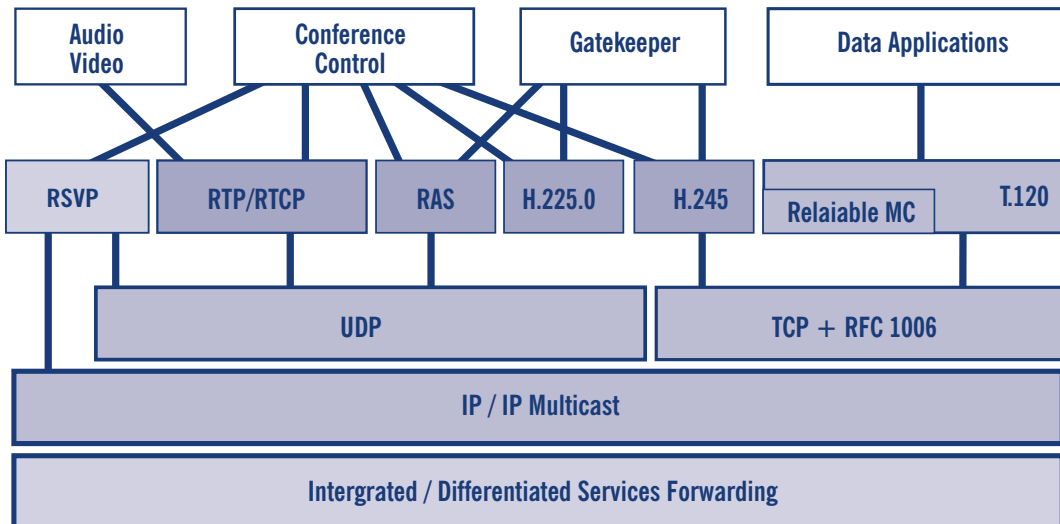 Audio
Video
Conference
Control
Gatekeeper
Data Applications
RSVP
RTP/RTCP
RAS
H.225.0
H.245
T.120
Relaiable MC
UDP
TCP + RFC 1006
IP / IP Multicast
Intergrated / Differentiated Services Forwarding